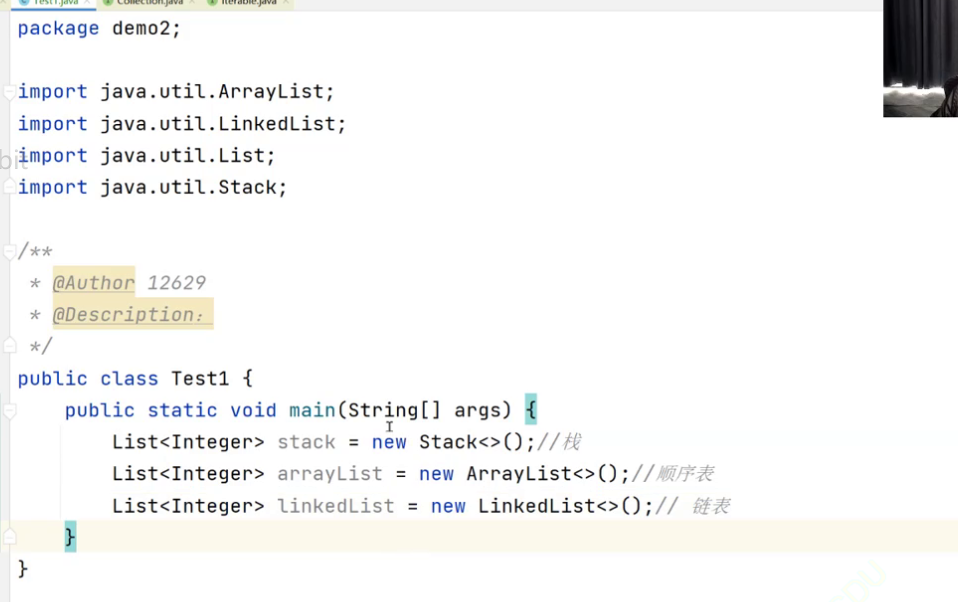 Test1.java Collection.java Iterable.java
package demo2;
import java.util.ArrayList;
import java.util.LinkedList;
bit
import java.util.List;
import java.util.Stack;
/**
* @Author 12629
* @Description:
*/
public class Test1 {
public static void main(String[] args) {
List<Integer> stack = new Stack<>();//栈
List<Integer> arrayList = new ArrayList<>();//顺序表
List<Integer> linkedList = new LinkedList<>();// 链表
}
}